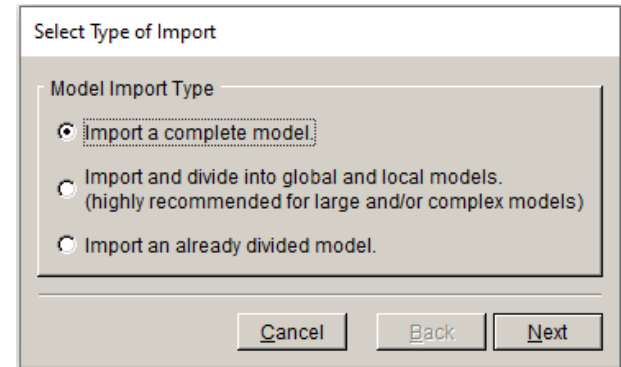 Select Type of Import
Model Import Type
Import a complete model.
Import and divide into global and local models.
(highly recommended for large and/or complex models)
Import an already divided model.
Cancel Back Next